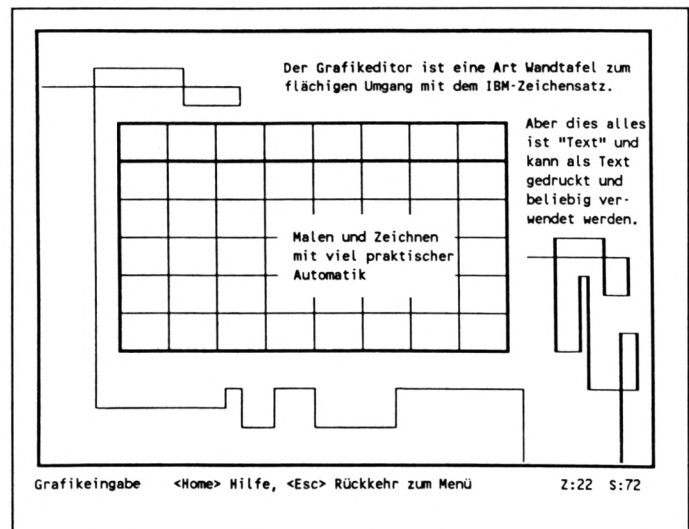 Der Grafikeditor ist eine Art Wandtafel zum
flächigen Umgang mit dem IBM-Zeichensatz.
Aber dies alles
ist "Text" und
kann als Text
gedruckt und
beliebig ver-
wendet werden.
Malen und Zeichnen
mit viel praktischer
Automatik
Grafikeingabe <Home> Hilfe, <Esc> Rückkehr zum Menü Z:22 S:72